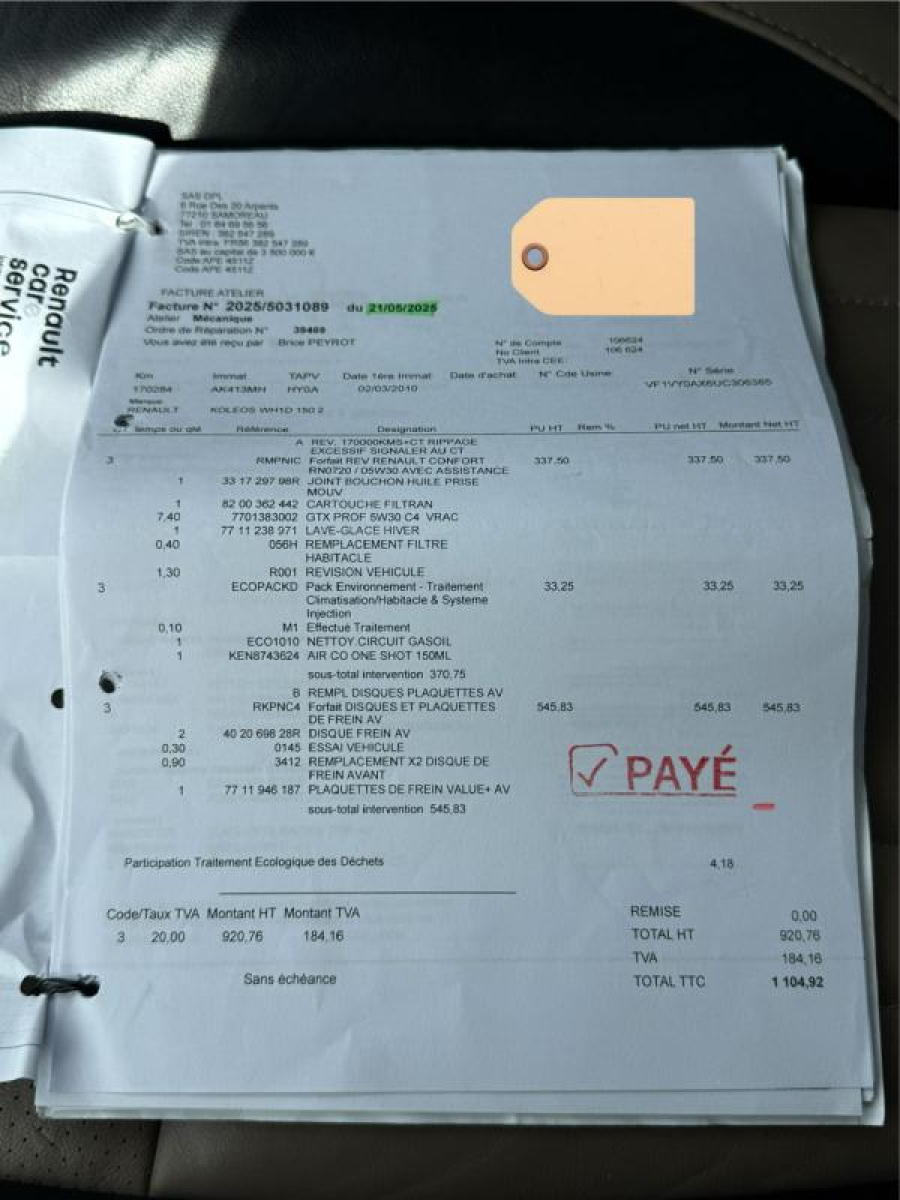 Renault
car
service
SAS DPL
6 Rue Des 20 Arpents
77210 SAMOREAU
SIREN : 382 547 289
TVA Intra. FR56 382 547 289
SAS au capital de 3 500 000 €
Code APE 4511Z
Code APE 4511Z
FACTURE ATELIER
Facture N° 2025/5031089 du 21/05/2025
Atelier Mécanique
Ordre de Réparation N° 39469
Vous avez été reçu par Brice PEYROT
N° de Compte 106624
No Client 106 624
TVA Intra CEE
Km Immat TAPV Date 1ère Immat Date d'achat N° Cde Usine N° Série
170284 AK413MH HY0A 02/03/2010
Marque
RENAULT KOLEOS WH1D 150 2
Temps ou qté Référence Designation PU HT Rem % PU net HT Montant Net HT
A REV. 170000KMS+CT RIPPAGE
EXCESSIF SIGNALER AU CT
3 RMPNIC Forfait REV RENAULT CONFORT 337,50 337,50 337,50
RN0720 / 05W30 AVEC ASSISTANCE
1 33 17 297 98R JOINT BOUCHON HUILE PRISE
MOUV
1 82 00 362 442 CARTOUCHE FILTRAN
7,40 7701383002 GTX PROF 5W30 C4 VRAC
1 77 11 238 971 LAVE-GLACE HIVER
0,40 056H REMPLACEMENT FILTRE
HABITACLE
1,30 R001 REVISION VEHICULE
3 ECOPACKD Pack Environnement - Traitement 33,25 33,25 33,25
Climatisation/Habitacle & Systeme
Injection
0,10 M1 Effectué Traitement
1 ECO1010 NETTOY CIRCUIT GASOIL
1 KEN8743624 AIR CO ONE SHOT 150ML
sous-total intervention 370,75
B REMPL DISQUES PLAQUETTES AV
3 RKPNC4 Forfait DISQUES ET PLAQUETTES 545,83 545,83 545,83
DE FREIN AV
2 40 20 698 28R DISQUE FREIN AV
0,30 0145 ESSAI VEHICULE
0,90 3412 REMPLACEMENT X2 DISQUE DE
FREIN AVANT
1 77 11 946 187 PLAQUETTES DE FREIN VALUE+ AV
sous-total intervention 545,83
PAYÉ
Participation Traitement Ecologique des Déchets 4,18
Code/Taux TVA Montant HT Montant TVA
3 20,00 920,76 184,16
Sans échéance
REMISE 0,00
TOTAL HT 920,76
TVA 184,16
TOTAL TTC 1 104,92